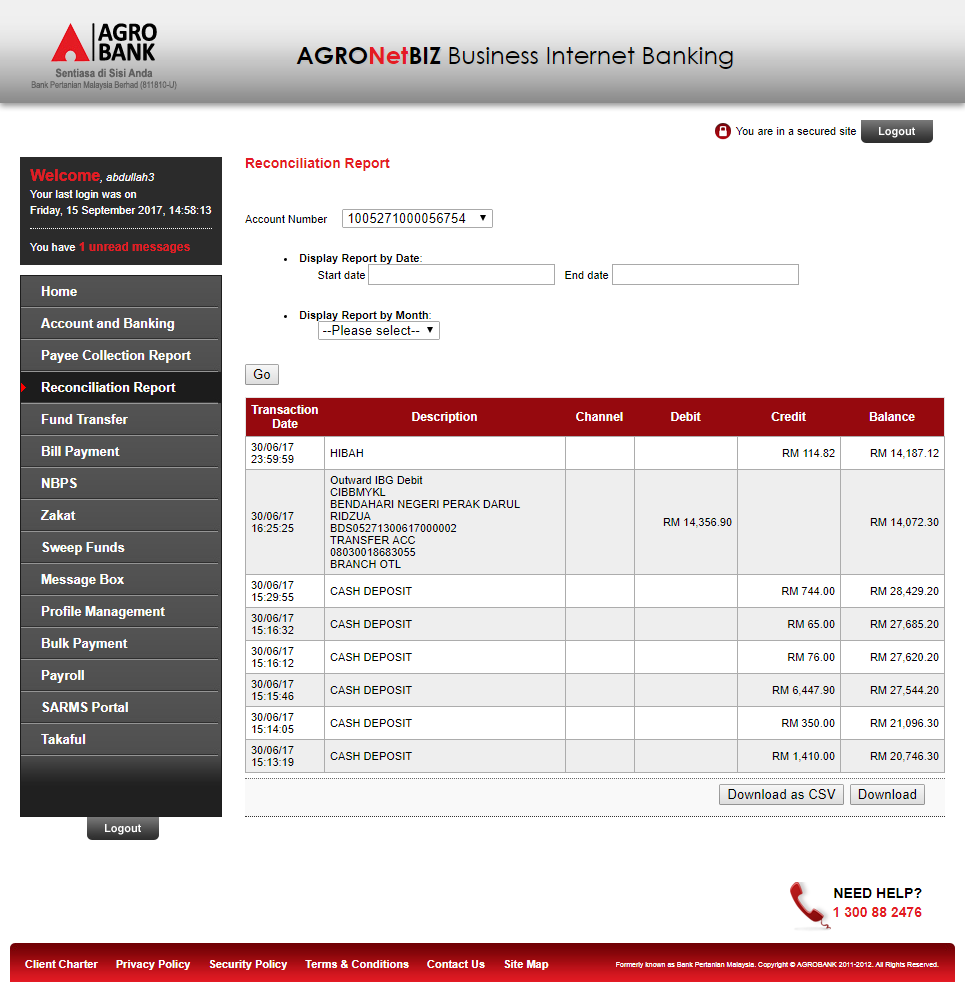 AGRO
BANK
Sentiasa di Sisi Anda
Bank Pertanian Malaysia Berhad (811810-U)
AGRONetBIZ Business Internet Banking
You are in a secured site
Logout
Welcome, abdullah3
Your last login was on
Friday, 15 September 2017, 14:58:13
You have 1 unread messages
Home
Account and Banking
Payee Collection Report
Reconciliation Report
Fund Transfer
Bill Payment
NBPS
Zakat
Sweep Funds
Message Box
Profile Management
Bulk Payment
Payroll
SARMS Portal
Takaful
Logout
Reconciliation Report
Account Number 1005271000056754
• Display Report by Date:
Start date End date
• Display Report by Month:
--Please select--
Go
Transaction Date Description Channel Debit Credit Balance
30/06/17
23:59:59
HIBAH
RM 114.82
RM 14,187.12
30/06/17
16:25:25
Outward IBG Debit
CIBBMYKL
BENDAHARI NEGERI PERAK DARUL
RIDZUA
BDS05271300617000002
TRANSFER ACC
08030018683055
BRANCH OTL
RM 14,356.90
RM 14,072.30
30/06/17
15:29:55
CASH DEPOSIT
RM 744.00
RM 28,429.20
30/06/17
15:16:32
CASH DEPOSIT
RM 65.00
RM 27,685.20
30/06/17
15:16:12
CASH DEPOSIT
RM 76.00
RM 27,620.20
30/06/17
15:15:46
CASH DEPOSIT
RM 6,447.90
RM 27,544.20
30/06/17
15:14:05
CASH DEPOSIT
RM 350.00
RM 21,096.30
30/06/17
15:13:19
CASH DEPOSIT
RM 1,410.00
RM 20,746.30
Download as CSV
Download
NEED HELP?
1 300 88 2476
Client Charter Privacy Policy Security Policy Terms & Conditions Contact Us Site Map
Formerly known as Bank Pertanian Malaysia. Copyright © AGROBANK 2011-2012. All Rights Reserved.